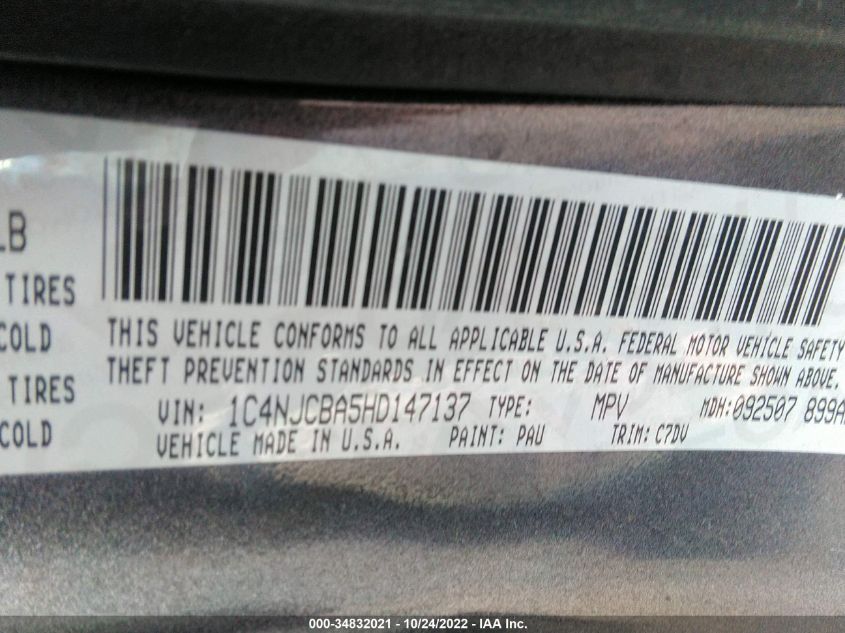 LB
TIRES
COLD
TIRES
COLD
THIS VEHICLE CONFORMS TO ALL APPLICABLE U.S.A. FEDERAL MOTOR VEHICLE SAFETY
THEFT PREVENTION STANDARDS IN EFFECT ON THE DATE OF MANUFACTURE SHOWN ABOVE.
VIN: 1C4NJCBA5HD147137 TYPE: MPV MDH:092507 899A
VEHICLE MADE IN U.S.A. PAINT: PAU TRIM: C7DV
000-34832021 - 10/24/2022 - IAA Inc.